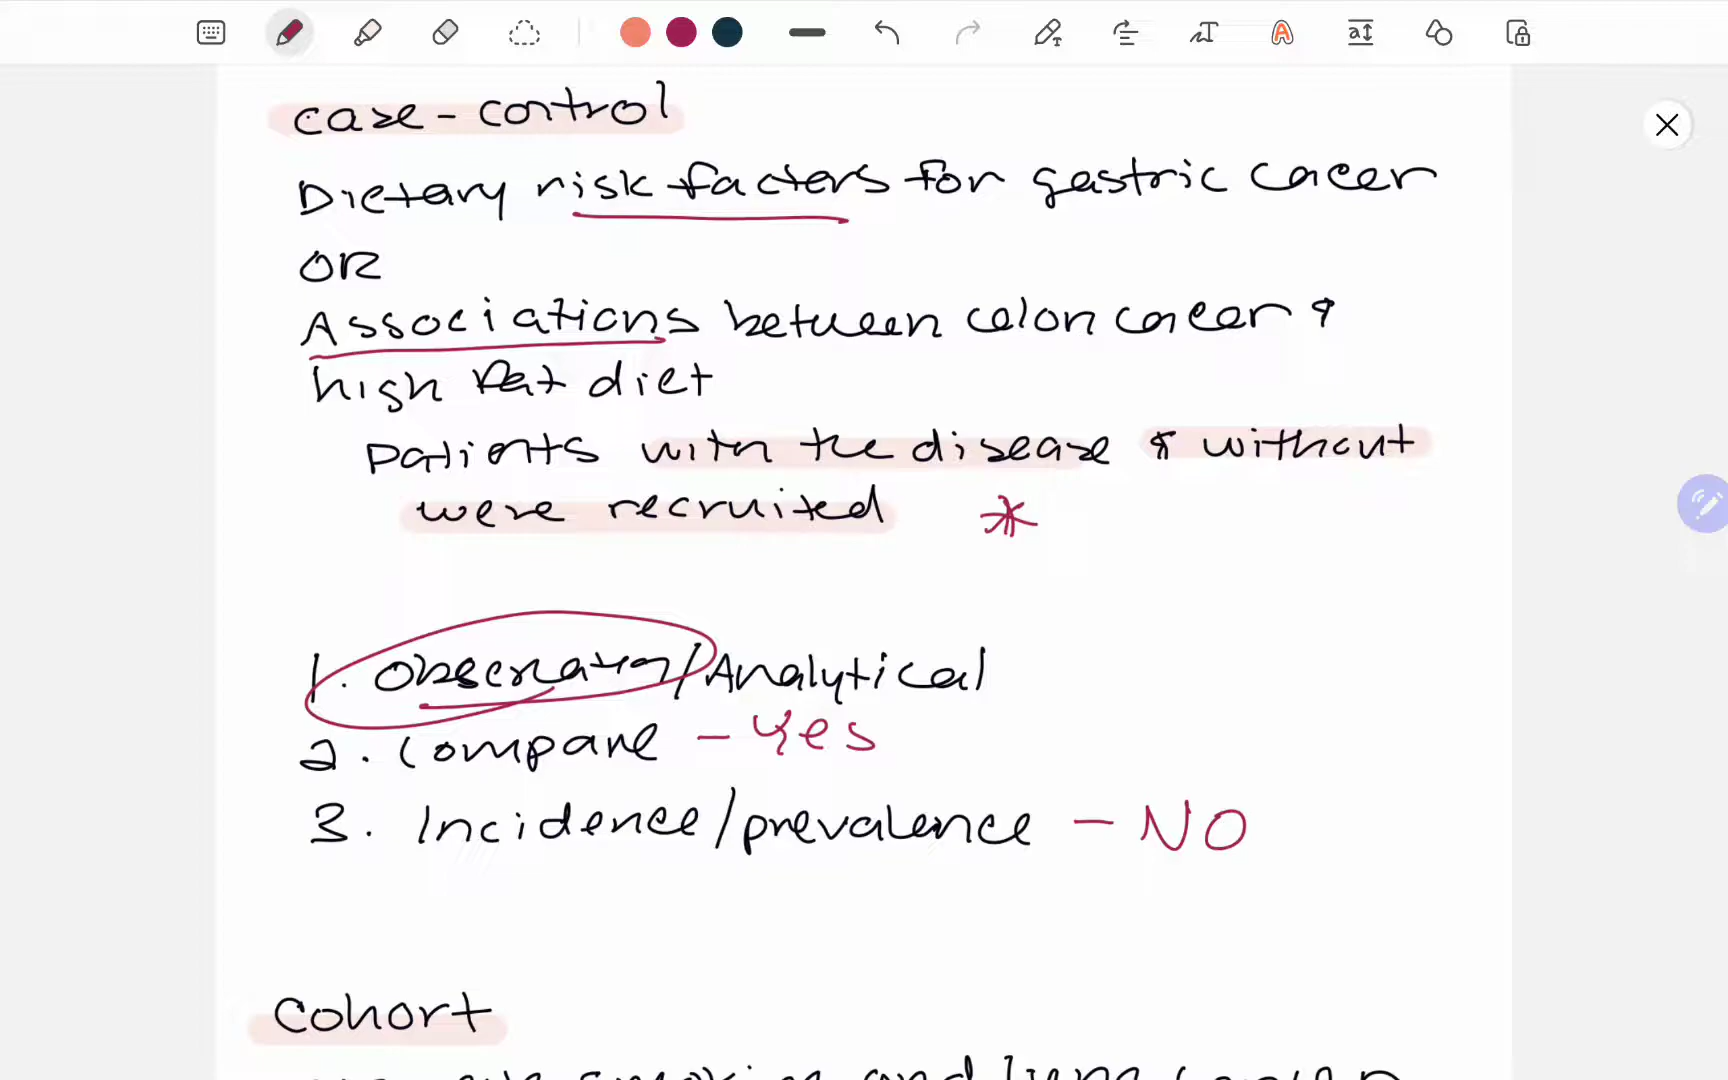 case - control
Dietary risk factors for gastric cacer
OR
Associations between colon cacer &
high fat diet
Patients with the disease & without
were recruited *
1. Observation/Analytical
2. Compare - Yes
3. Incidence/prevalence - NO
Cohort